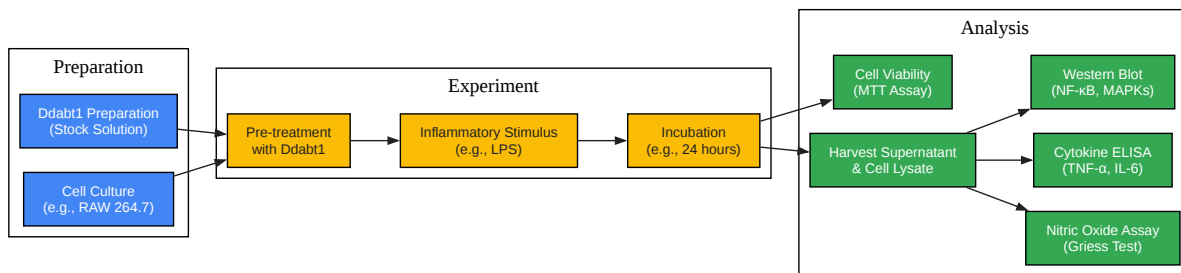 Preparation
Ddabt1 Preparation
(Stock Solution)
Cell Culture
(e.g., RAW 264.7)
Experiment
Pre-treatment
with Ddabt1
Inflammatory Stimulus
(e.g., LPS)
Incubation
(e.g., 24 hours)
Analysis
Cell Viability
(MTT Assay)
Harvest Supernatant
& Cell Lysate
Western Blot
(NF-κB, MAPKs)
Cytokine ELISA
(TNF-α, IL-6)
Nitric Oxide Assay
(Griess Test)